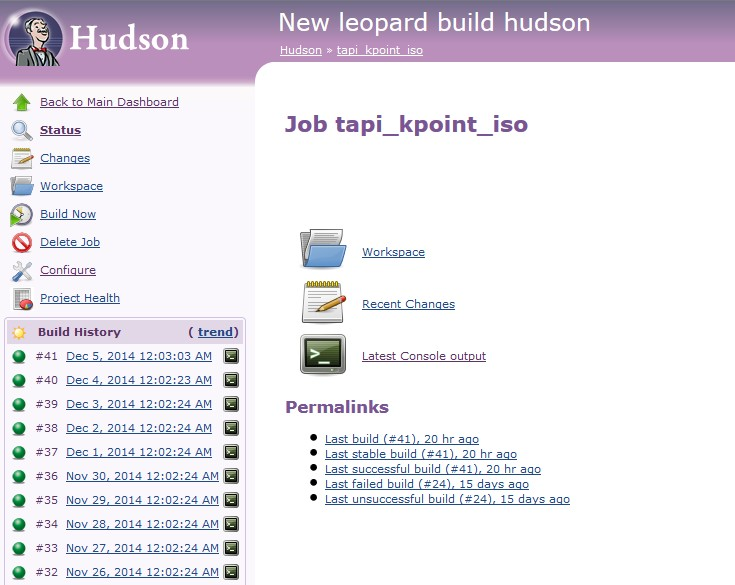 Hudson
New leopard build hudson
Hudson » tapi_kpoint_iso
Back to Main Dashboard
Status
Changes
Workspace
Build Now
Delete Job
Configure
Project Health
Build History ( trend)
#41 Dec 5, 2014 12:03:03 AM
#40 Dec 4, 2014 12:02:23 AM
#39 Dec 3, 2014 12:02:24 AM
#38 Dec 2, 2014 12:02:24 AM
#37 Dec 1, 2014 12:02:24 AM
#36 Nov 30, 2014 12:02:24 AM
#35 Nov 29, 2014 12:02:24 AM
#34 Nov 28, 2014 12:02:24 AM
#33 Nov 27, 2014 12:02:24 AM
#32 Nov 26, 2014 12:02:24 AM
Job tapi_kpoint_iso
Workspace
Recent Changes
Latest Console output
Permalinks
Last build (#41), 20 hr ago
Last stable build (#41), 20 hr ago
Last successful build (#41), 20 hr ago
Last failed build (#24), 15 days ago
Last unsuccessful build (#24), 15 days ago